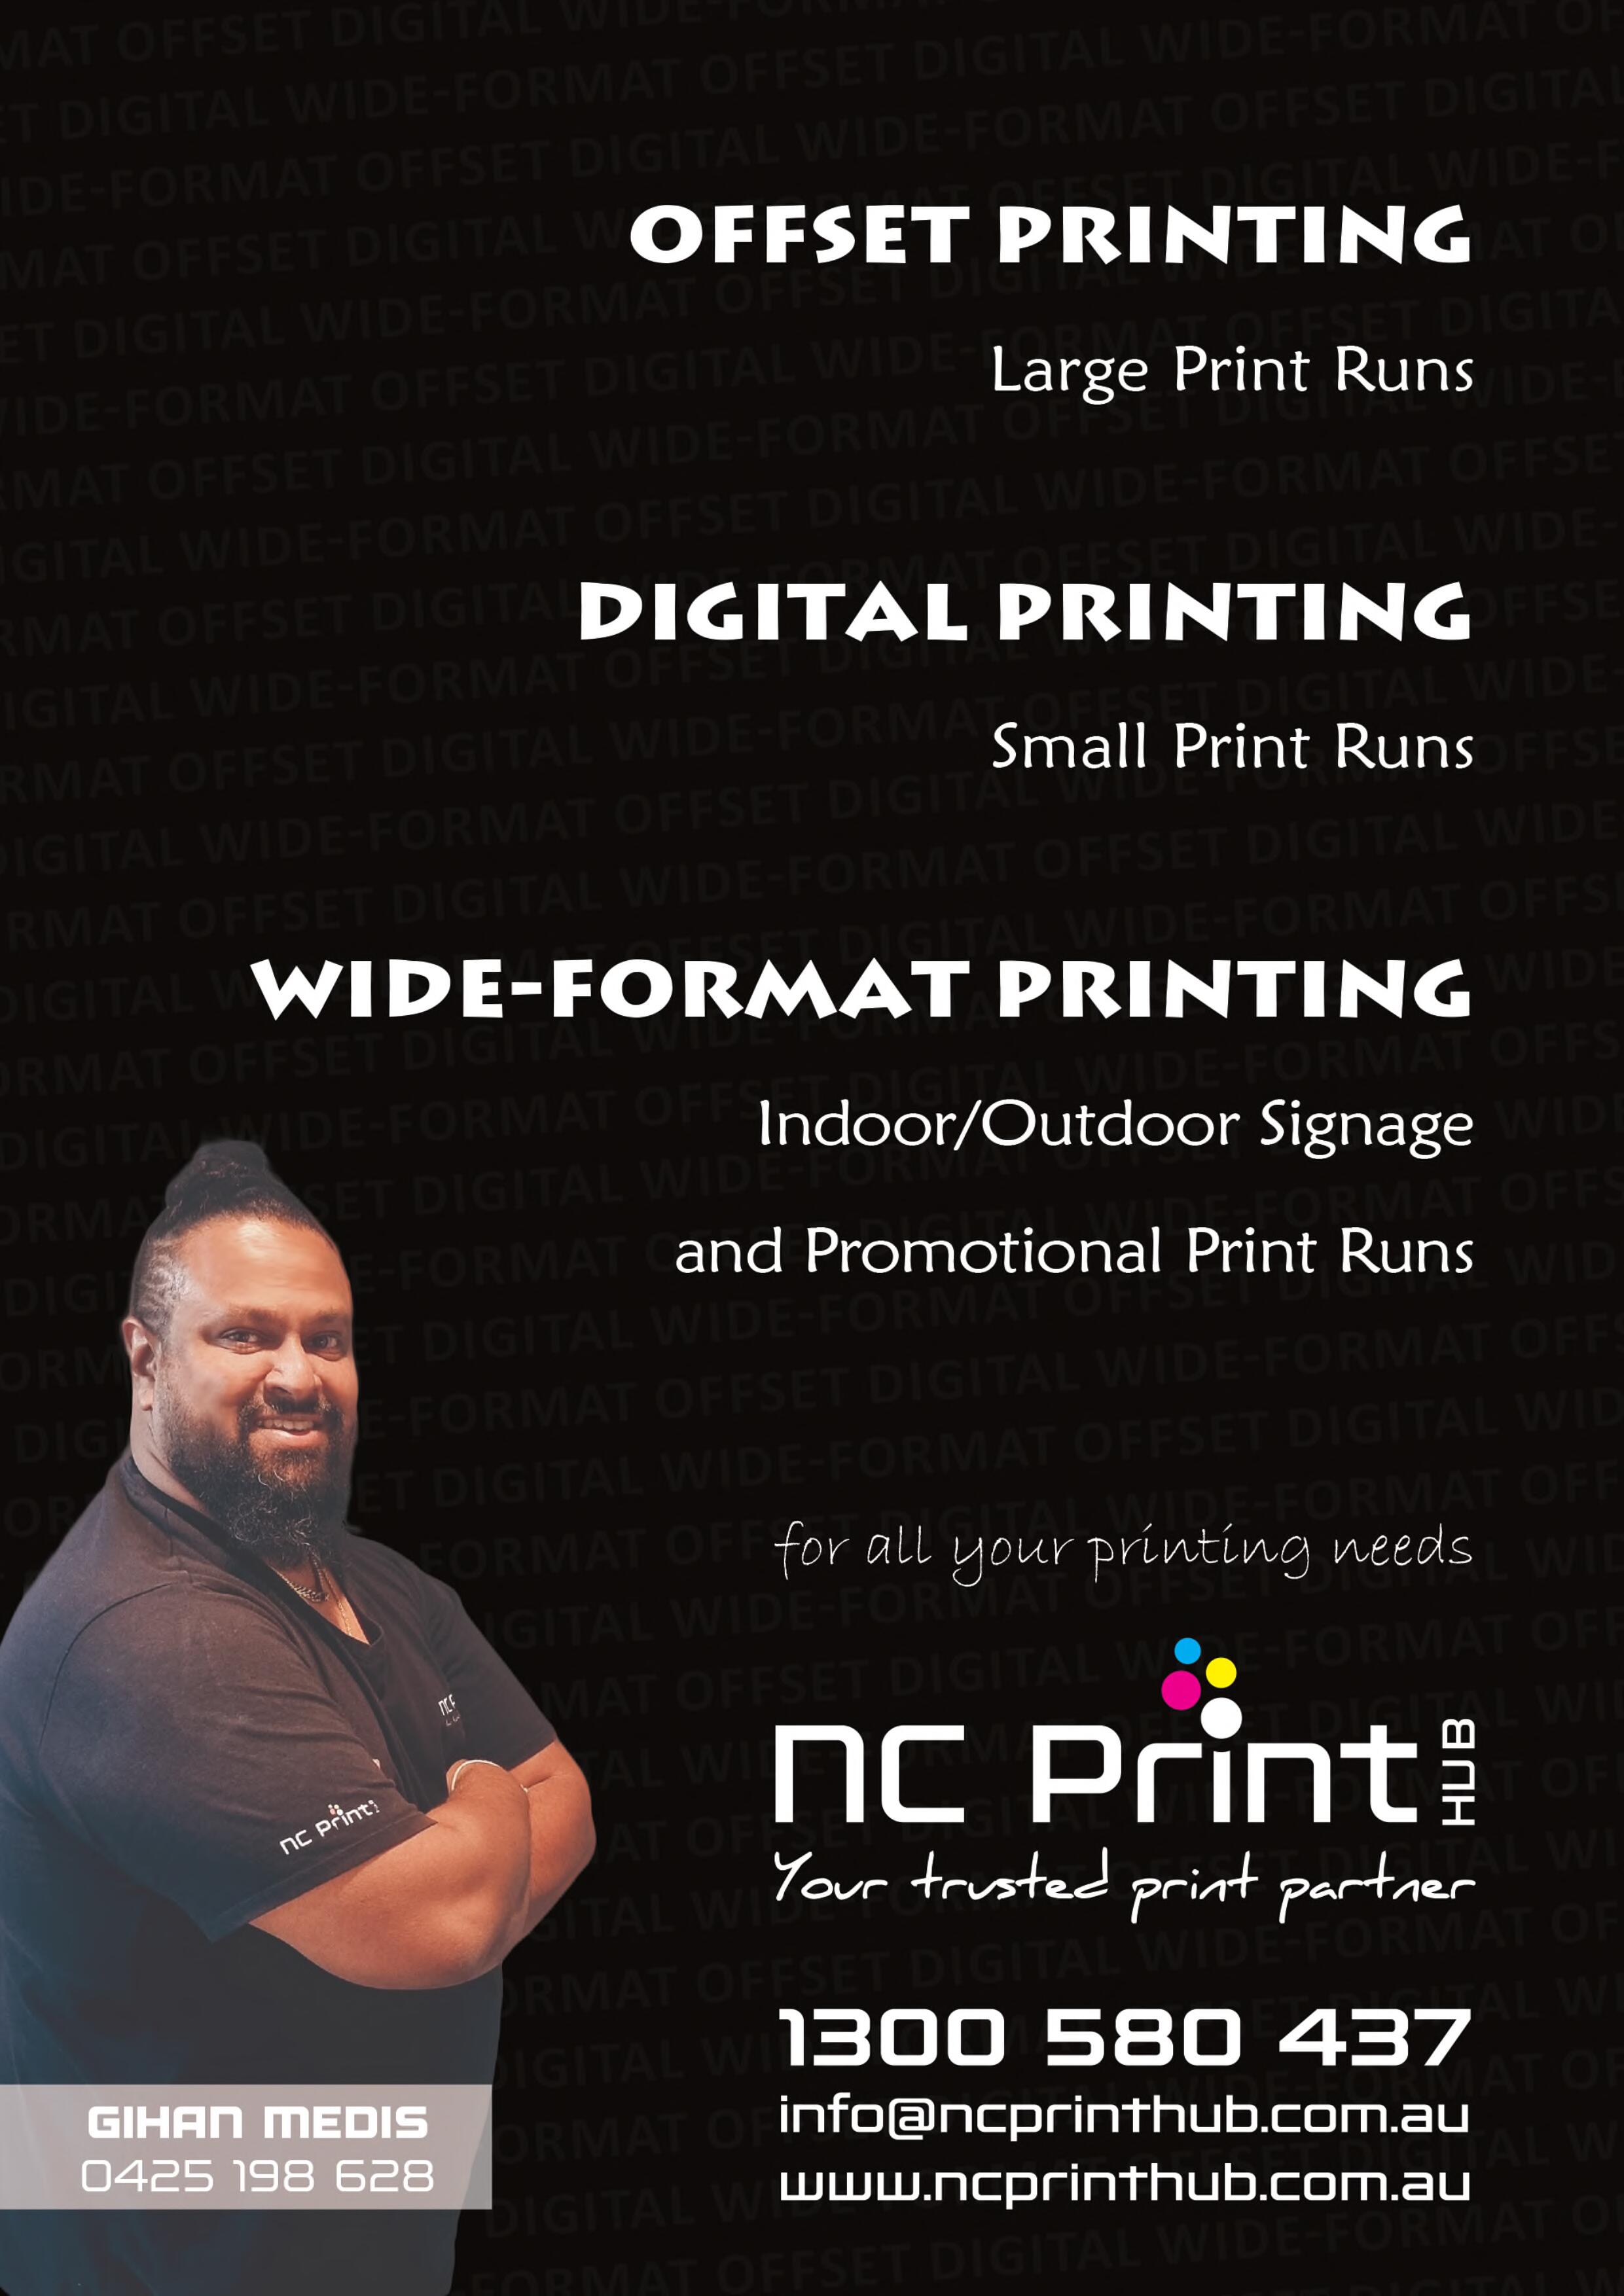 OFFSET PRINTING
Large Print Runs
DIGITAL PRINTING
Small Print Runs
WIDE-FORMAT PRINTING
Indoor/Outdoor Signage
and Promotional Print Runs
for all your printing needs
nc Print HUB
Your trusted print partner
1300 580 437
info@ncprinthub.com.au
www.ncprinthub.com.au
nc Print
GIHAN MEDIS
0425 198 628